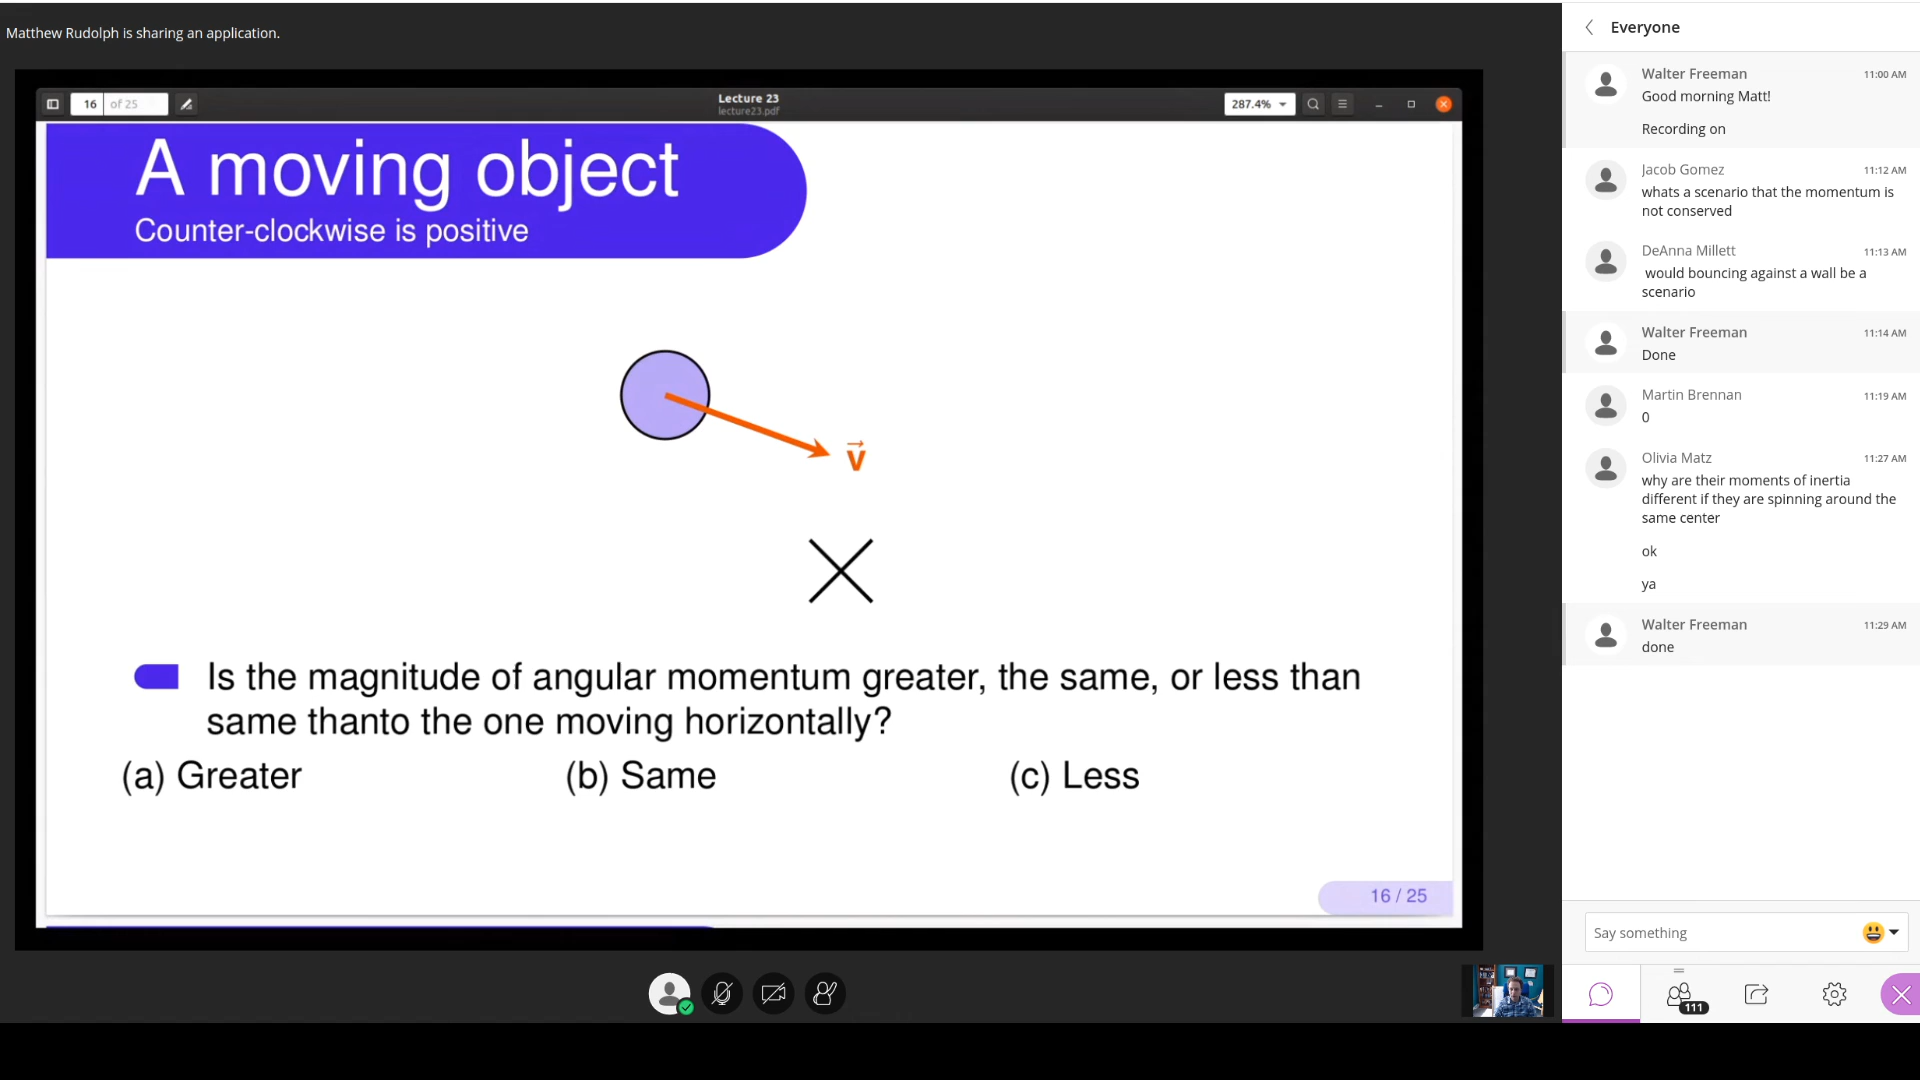 Matthew Rudolph is sharing an application.
16 of 25
Lecture 23
lecture23.pdf
287.4%
A moving object
Counter-clockwise is positive
v
Is the magnitude of angular momentum greater, the same, or less than
same thanto the one moving horizontally?
(a) Greater (b) Same (c) Less
16 / 25
Everyone
Walter Freeman 11:00 AM
Good morning Matt!
Recording on
Jacob Gomez 11:12 AM
whats a scenario that the momentum is
not conserved
DeAnna Millett 11:13 AM
would bouncing against a wall be a
scenario
Walter Freeman 11:14 AM
Done
Martin Brennan 11:19 AM
0
Olivia Matz 11:27 AM
why are their moments of inertia
different if they are spinning around the
same center
ok
ya
Walter Freeman 11:29 AM
done
Say something
111